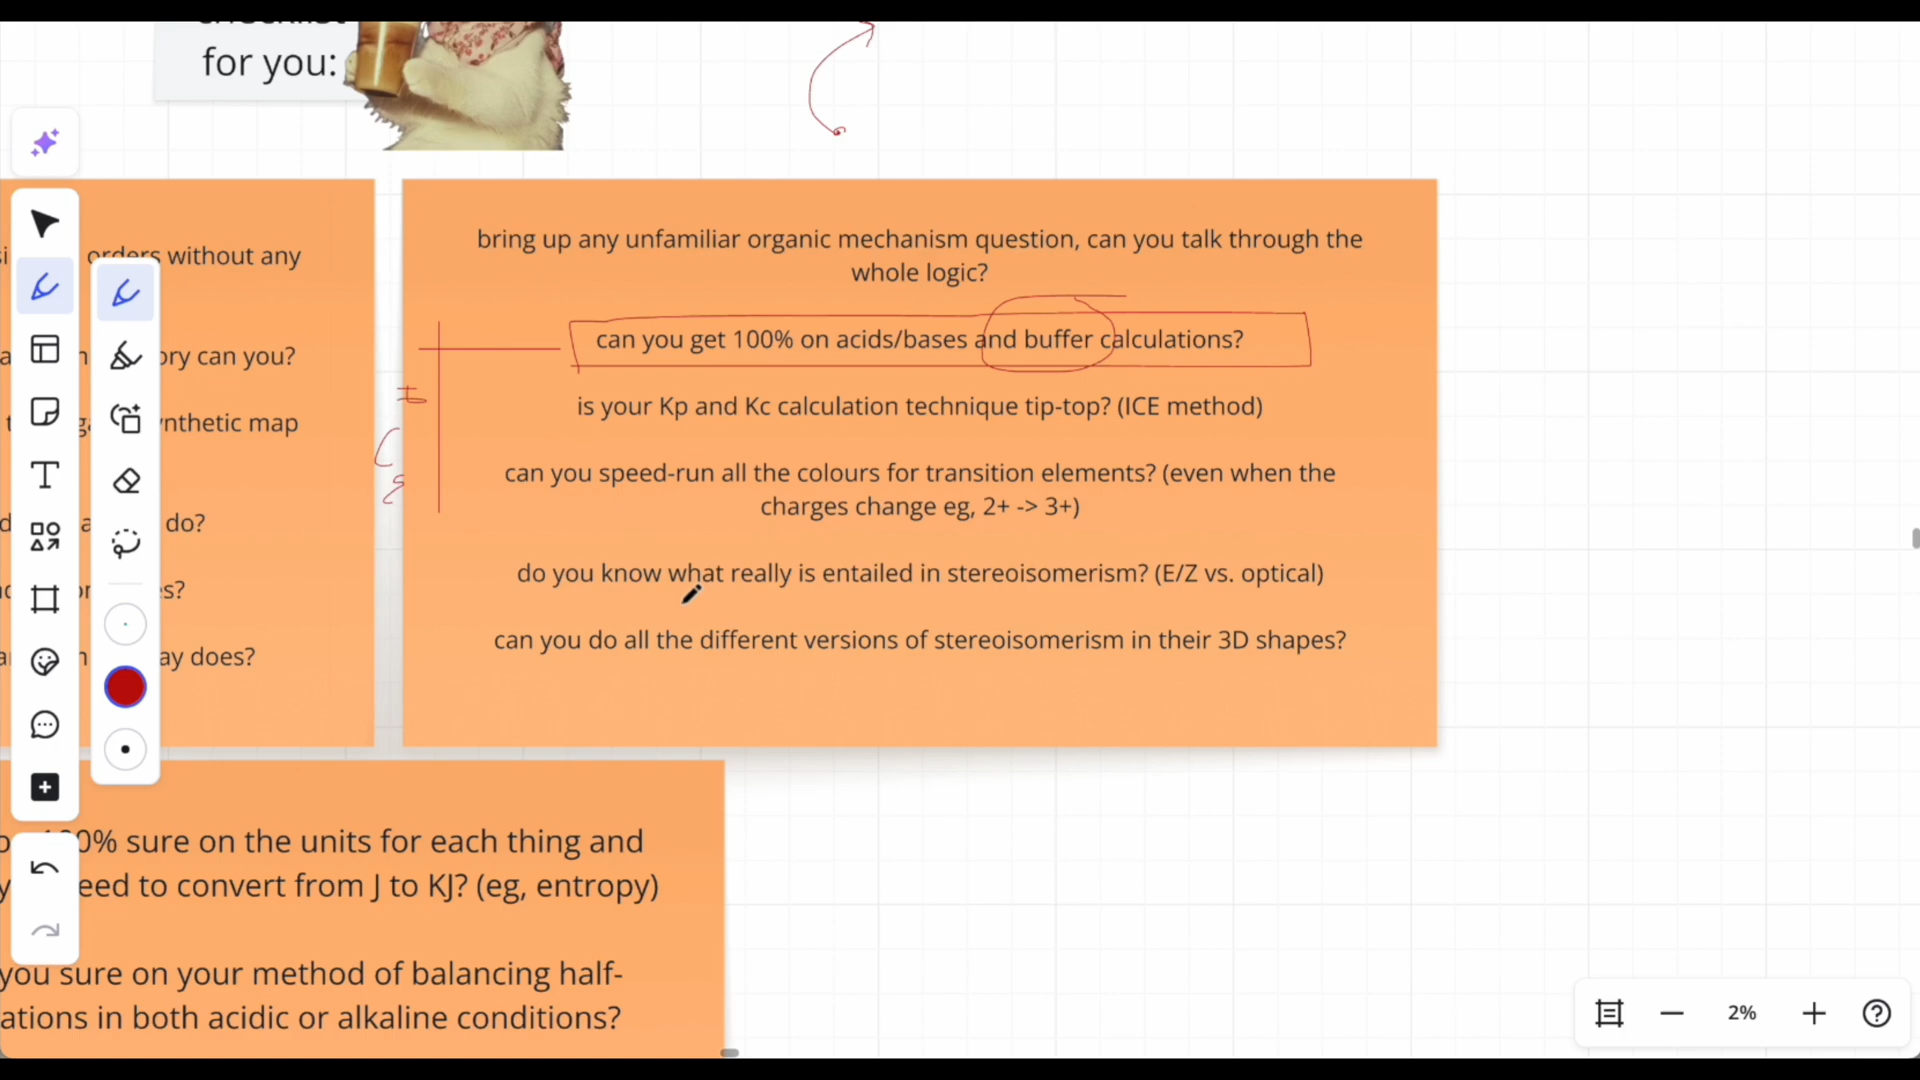 for you:
orders without any
can you?
nthetic map
do?
s?
ay does?
bring up any unfamiliar organic mechanism question, can you talk through the
whole logic?
can you get 100% on acids/bases and buffer calculations?
is your Kp and Kc calculation technique tip-top? (ICE method)
can you speed-run all the colours for transition elements? (even when the
charges change eg, 2+ -> 3+)
do you know what really is entailed in stereoisomerism? (E/Z vs. optical)
can you do all the different versions of stereoisomerism in their 3D shapes?
I
C
E
00% sure on the units for each thing and
eed to convert from J to KJ? (eg, entropy)
you sure on your method of balancing half-
ations in both acidic or alkaline conditions?
2%